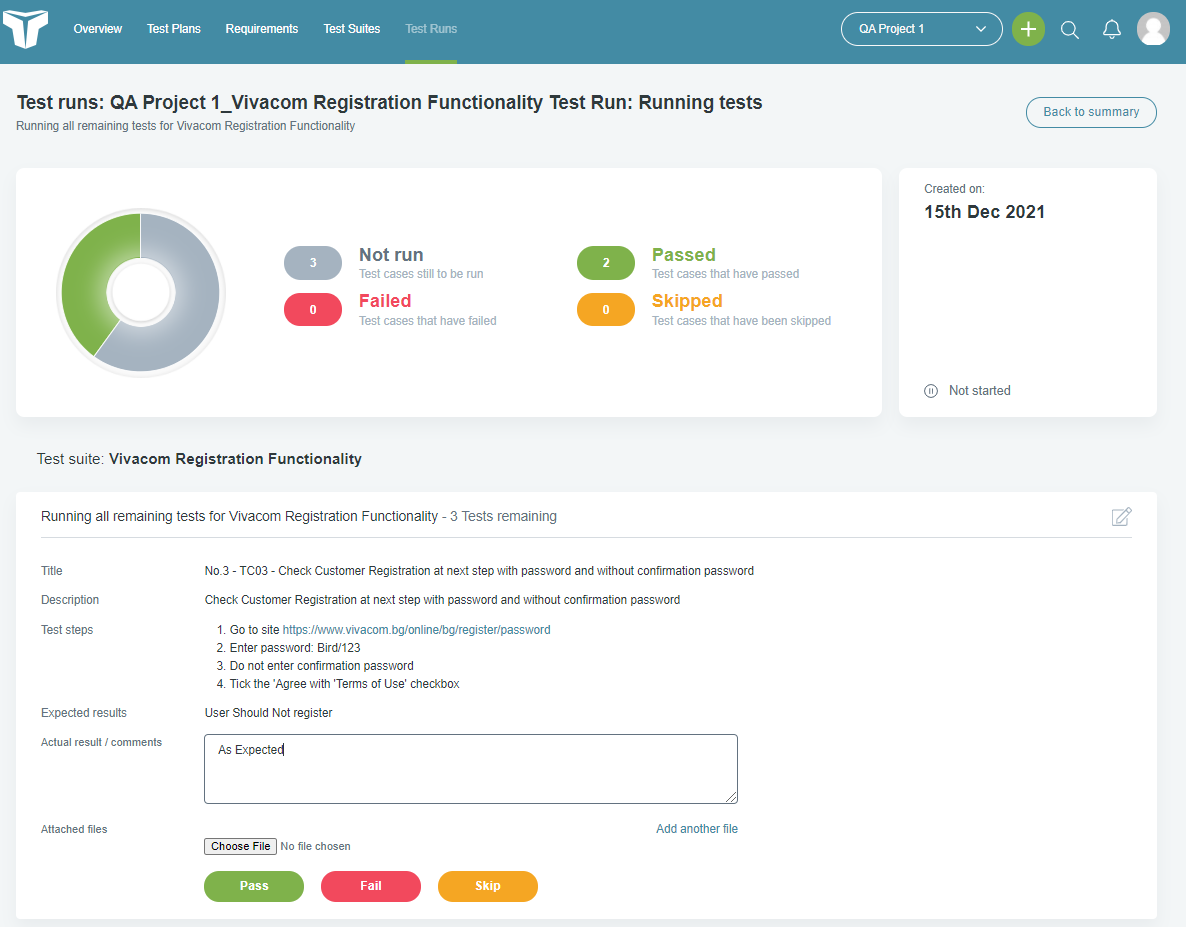 Overview Test Plans Requirements Test Suites Test Runs QA Project 1
Test runs: QA Project 1_Vivacom Registration Functionality Test Run: Running tests
Running all remaining tests for Vivacom Registration Functionality
Back to summary
3 Not run
Test cases still to be run
2 Passed
Test cases that have passed
0 Failed
Test cases that have failed
0 Skipped
Test cases that have been skipped
Created on:
15th Dec 2021
Not started
Test suite: Vivacom Registration Functionality
Running all remaining tests for Vivacom Registration Functionality - 3 Tests remaining
Title No.3 - TC03 - Check Customer Registration at next step with password and without confirmation password
Description Check Customer Registration at next step with password and without confirmation password
Test steps 1. Go to site https://www.vivacom.bg/online/bg/register/password
2. Enter password: Bird/123
3. Do not enter confirmation password
4. Tick the 'Agree with 'Terms of Use' checkbox
Expected results User Should Not register
Actual result / comments As Expected
Attached files Add another file
Choose File No file chosen
Pass Fail Skip